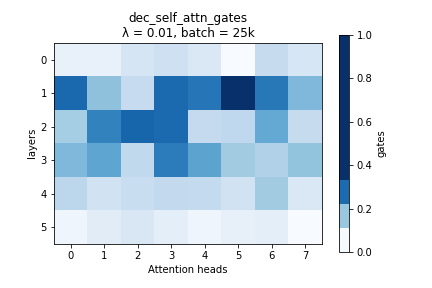 dec_self_attn_gates
λ = 0.01, batch = 25k
layers
0
1
2
3
4
5
0 1 2 3 4 5 6 7
Attention heads
1.0
0.8
0.6
0.4
0.2
0.0
gates